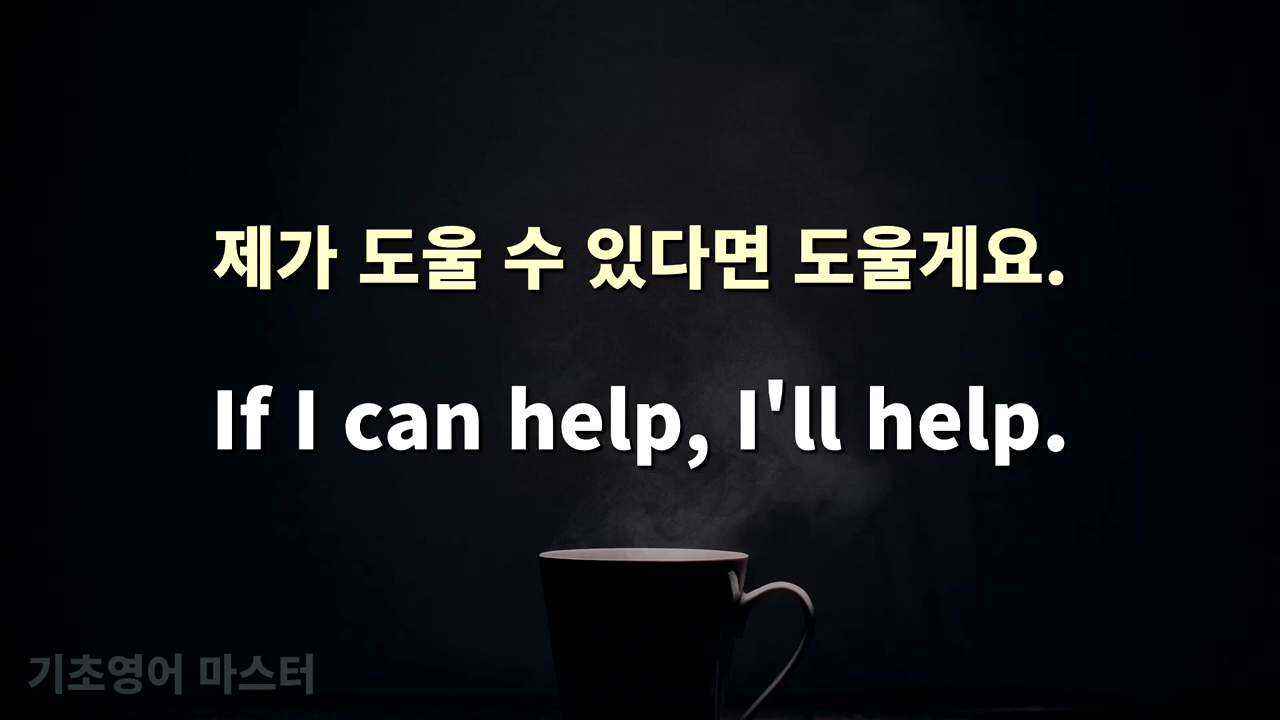 제가 도울 수 있다면 도울게요.
If I can help, I'll help.
기초영어 마스터